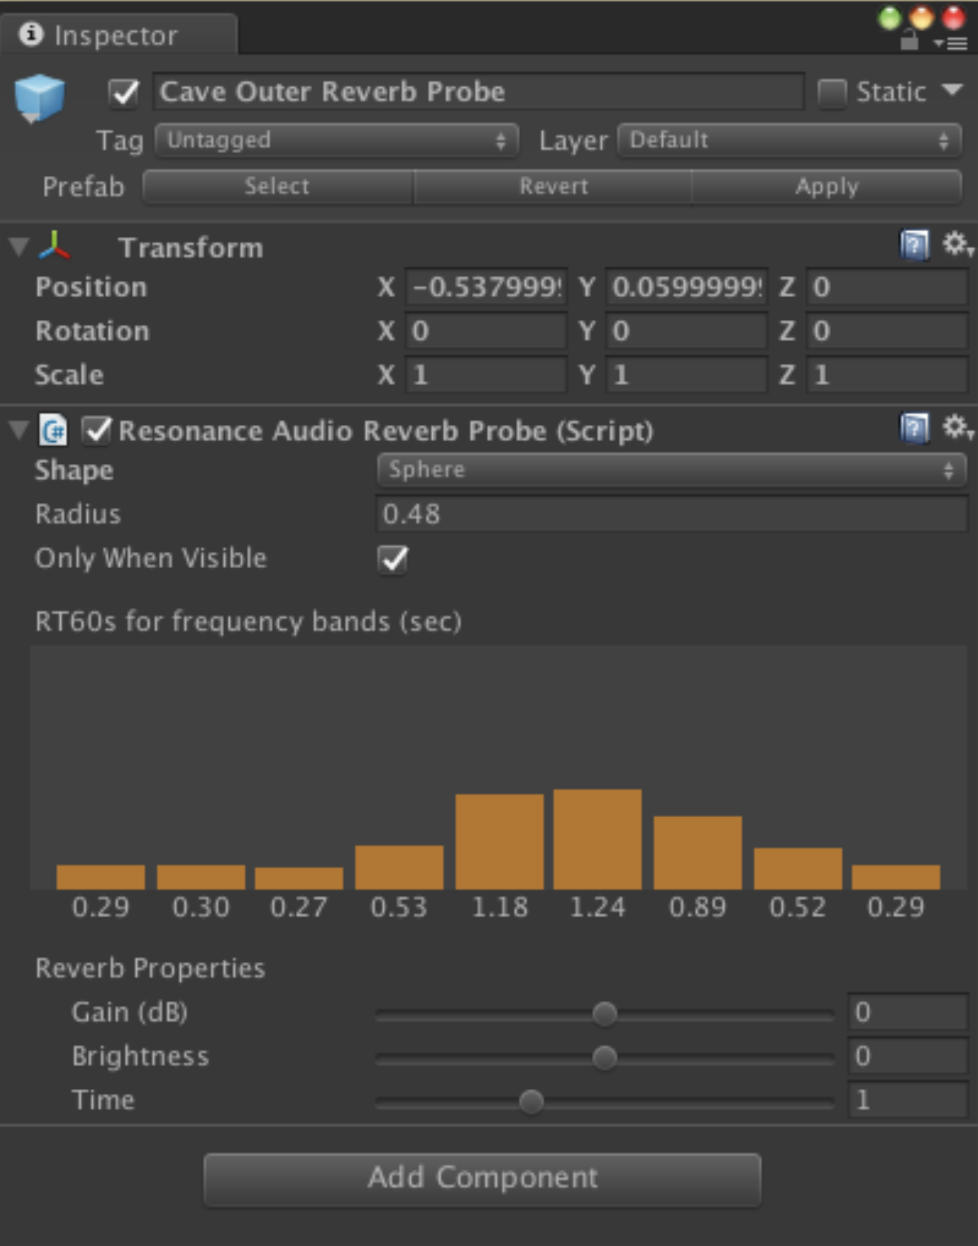 Inspector
Cave Outer Reverb Probe Static
Tag Untagged Layer Default
Prefab Select Revert Apply
Transform
Position X -0.5379999 Y 0.0599999 Z 0
Rotation X 0 Y 0 Z 0
Scale X 1 Y 1 Z 1
C# Resonance Audio Reverb Probe (Script)
Shape Sphere
Radius 0.48
Only When Visible
RT60s for frequency bands (sec)
0.29 0.30 0.27 0.53 1.18 1.24 0.89 0.52 0.29
Reverb Properties
Gain (dB) 0
Brightness 0
Time 1
Add Component